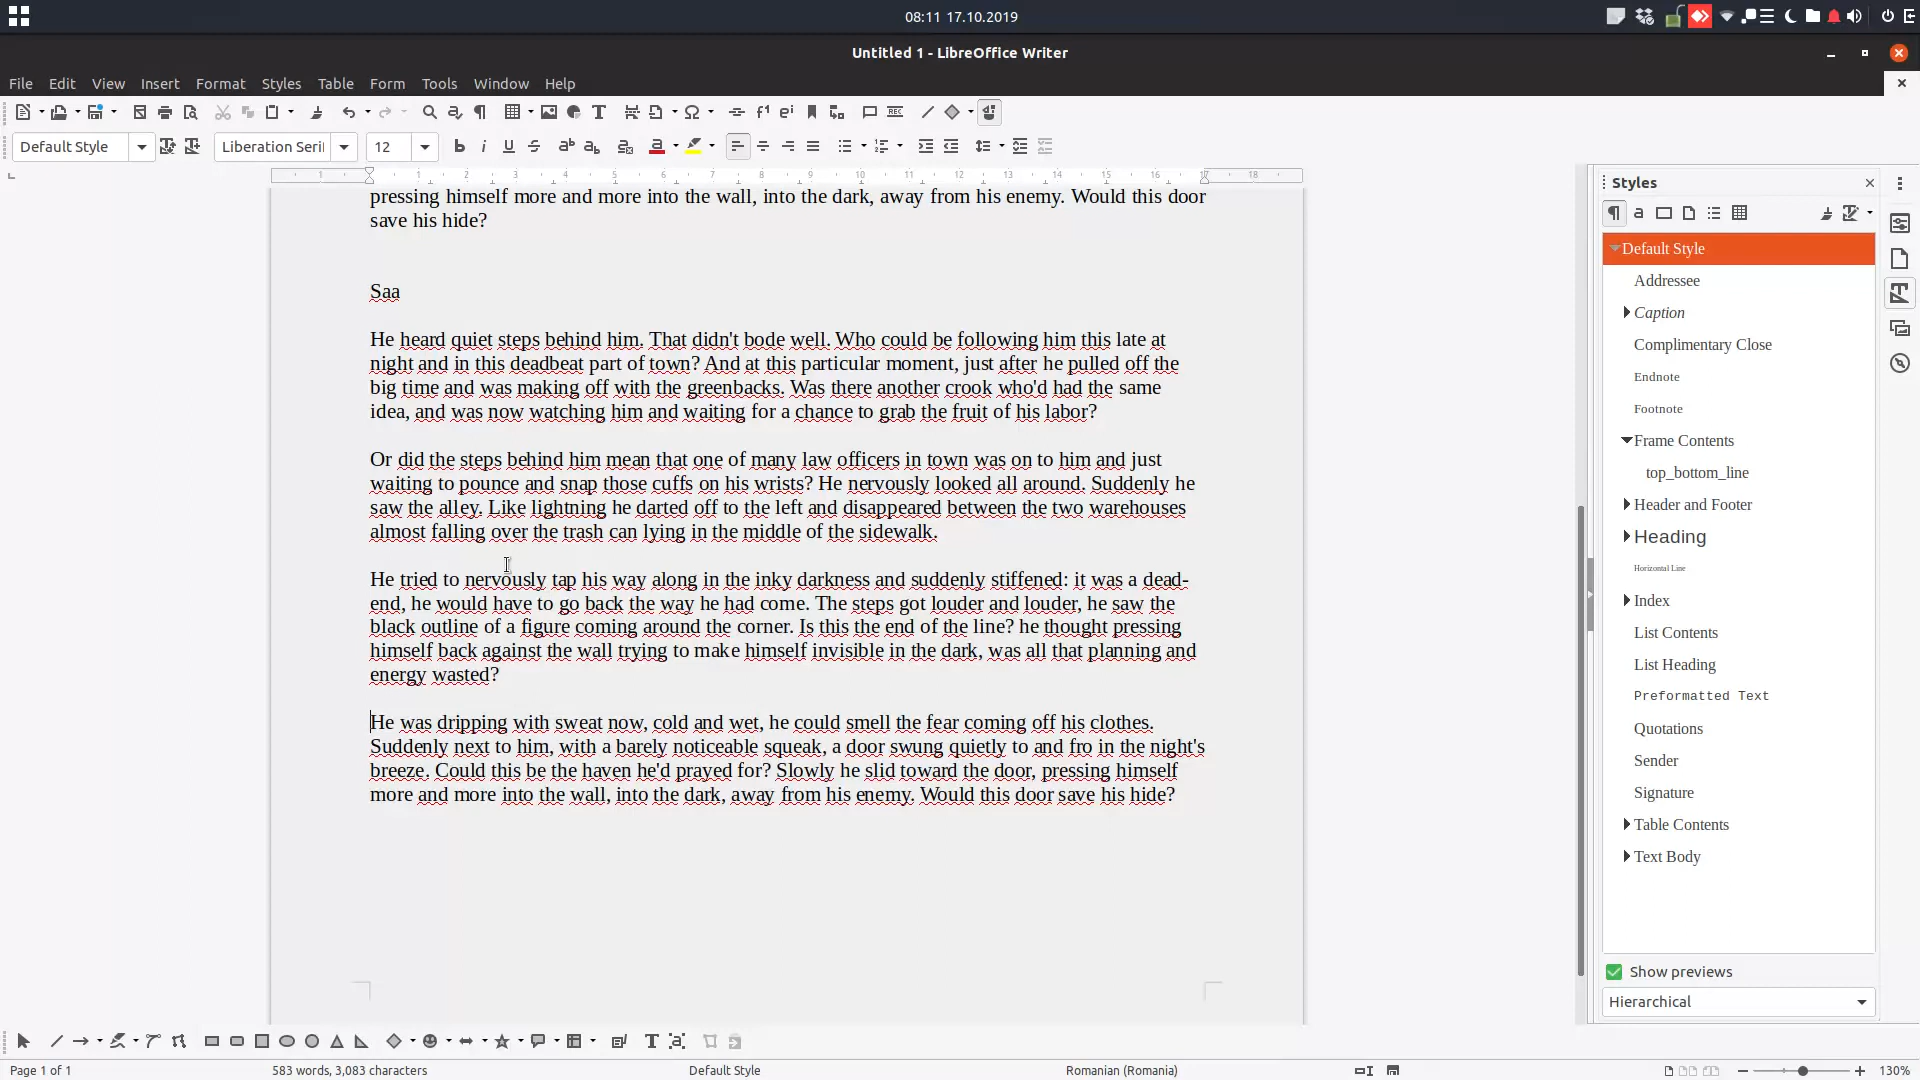 08:11 17.10.2019
Untitled 1 - LibreOffice Writer
File Edit View Insert Format Styles Table Form Tools Window Help
Default Style
Liberation Seri
12
1 1 2 3 4 5 6 7 8 9 10 11 12 13 14 15 16 17 18
pressing himself more and more into the wall, into the dark, away from his enemy. Would this door
save his hide?
Saa
He heard quiet steps behind him. That didn't bode well. Who could be following him this late at
night and in this deadbeat part of town? And at this particular moment, just after he pulled off the
big time and was making off with the greenbacks. Was there another crook who'd had the same
idea, and was now watching him and waiting for a chance to grab the fruit of his labor?
Or did the steps behind him mean that one of many law officers in town was on to him and just
waiting to pounce and snap those cuffs on his wrists? He nervously looked all around. Suddenly he
saw the alley. Like lightning he darted off to the left and disappeared between the two warehouses
almost falling over the trash can lying in the middle of the sidewalk.
He tried to nervously tap his way along in the inky darkness and suddenly stiffened: it was a dead-
end, he would have to go back the way he had come. The steps got louder and louder, he saw the
black outline of a figure coming around the corner. Is this the end of the line? he thought pressing
himself back against the wall trying to make himself invisible in the dark, was all that planning and
energy wasted?
He was dripping with sweat now, cold and wet, he could smell the fear coming off his clothes.
Suddenly next to him, with a barely noticeable squeak, a door swung quietly to and fro in the night's
breeze. Could this be the haven he'd prayed for? Slowly he slid toward the door, pressing himself
more and more into the wall, into the dark, away from his enemy. Would this door save his hide?
Styles
Default Style
Addressee
Caption
Complimentary Close
Endnote
Footnote
Frame Contents
top_bottom_line
Header and Footer
Heading
Horizontal Line
Index
List Contents
List Heading
Preformatted Text
Quotations
Sender
Signature
Table Contents
Text Body
Show previews
Hierarchical
Page 1 of 1
583 words, 3,083 characters
Default Style
Romanian (Romania)
130%